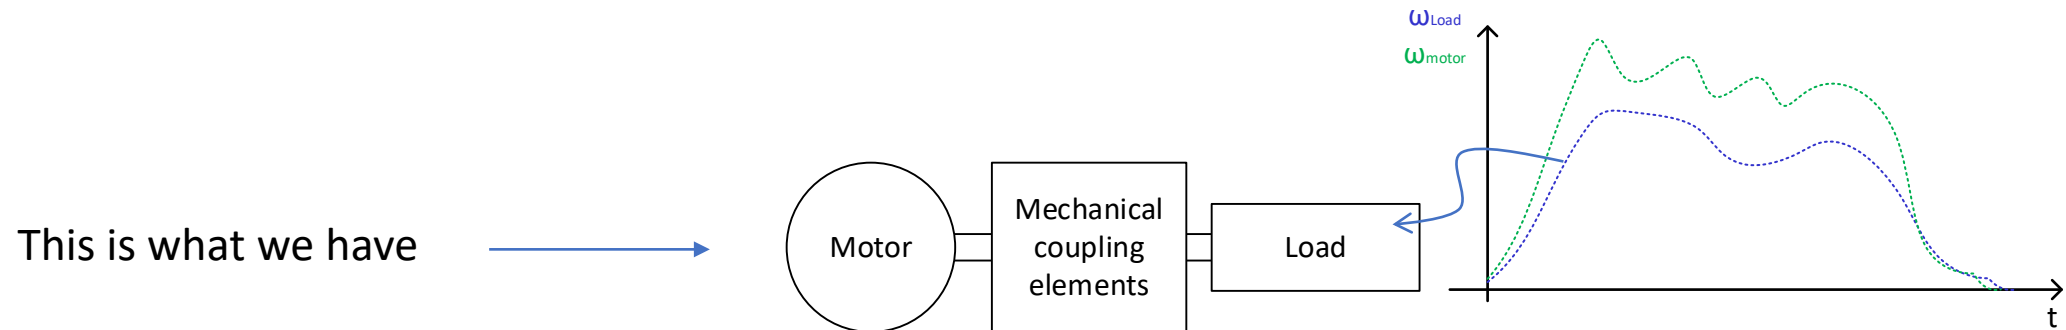 This is what we have
Motor
Mechanical
coupling
elements
Load
ωLoad
ωmotor
t